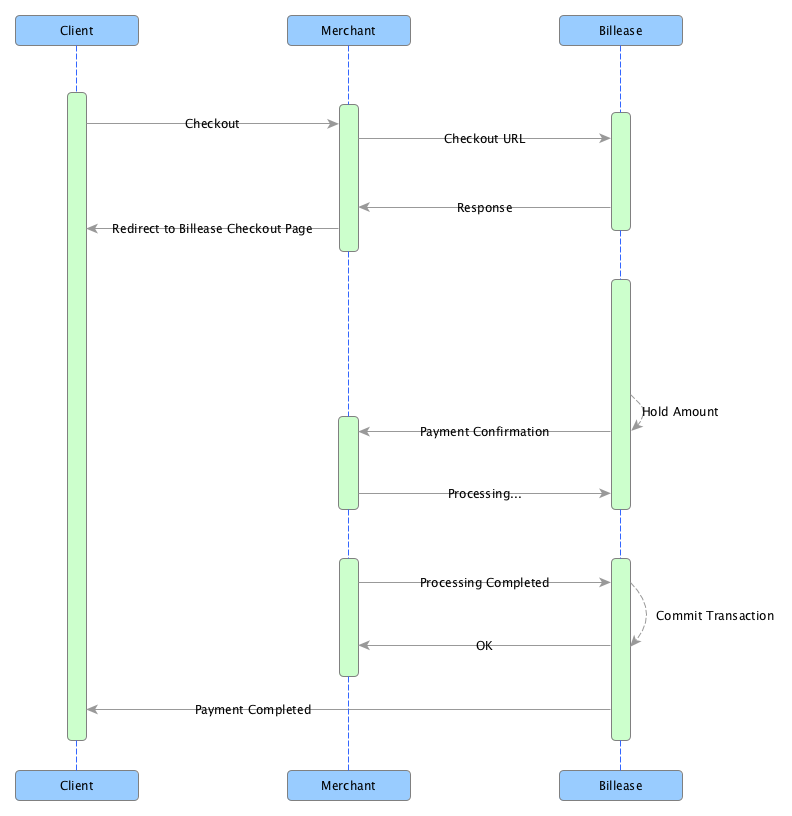 Client
Merchant
Billease
Checkout
Checkout URL
Response
Redirect to Billease Checkout Page
Hold Amount
Payment Confirmation
Processing...
Processing Completed
Commit Transaction
OK
Payment Completed
Client
Merchant
Billease